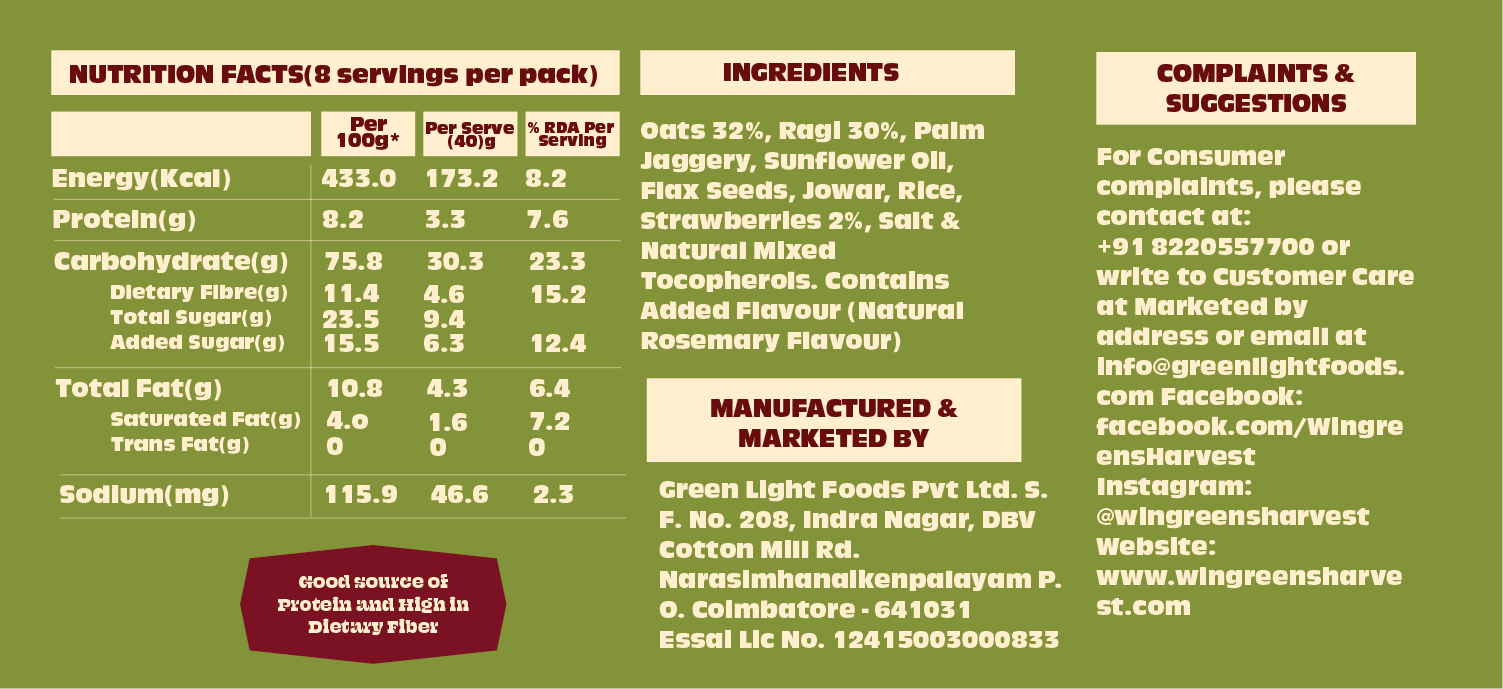 NUTRITION FACTS(8 servings per pack)
Per
100g*
Per Serve
(40)g
% RDA Per
serving
Energy(Kcal) 433.0 173.2 8.2
Protein(g) 8.2 3.3 7.6
Carbohydrate(g) 75.8 30.3 23.3
Dietary Fibre(g) 11.4 4.6 15.2
Total Sugar(g) 23.5 9.4
Added Sugar(g) 15.5 6.3 12.4
Total Fat(g) 10.8 4.3 6.4
Saturated Fat(g) 4.0 1.6 7.2
Trans Fat(g) 0 0 0
Sodium(mg) 115.9 46.6 2.3
Good source of
Protein and High in
Dietary Fiber
INGREDIENTS
Oats 32%, Ragi 30%, Palm
Jaggery, Sunflower Oil,
Flax Seeds, Jowar, Rice,
Strawberries 2%, Salt &
Natural Mixed
Tocopherols. Contains
Added Flavour (Natural
Rosemary Flavour)
MANUFACTURED &
MARKETED BY
Green Light Foods Pvt Ltd. S.
F. No. 208, Indra Nagar, DBV
Cotton Mill Rd.
Narasimhanaikenpalayam P.
O. Coimbatore - 641031
Essai Lic No. 12415003000833
COMPLAINTS &
SUGGESTIONS
For Consumer
complaints, please
contact at:
+91 8220557700 or
write to Customer Care
at Marketed by
address or email at
info@greenlightfoods.
com Facebook:
facebook.com/Wingre
ensHarvest
Instagram:
@wingreensharvest
Website:
www.wingreensharve
st.com